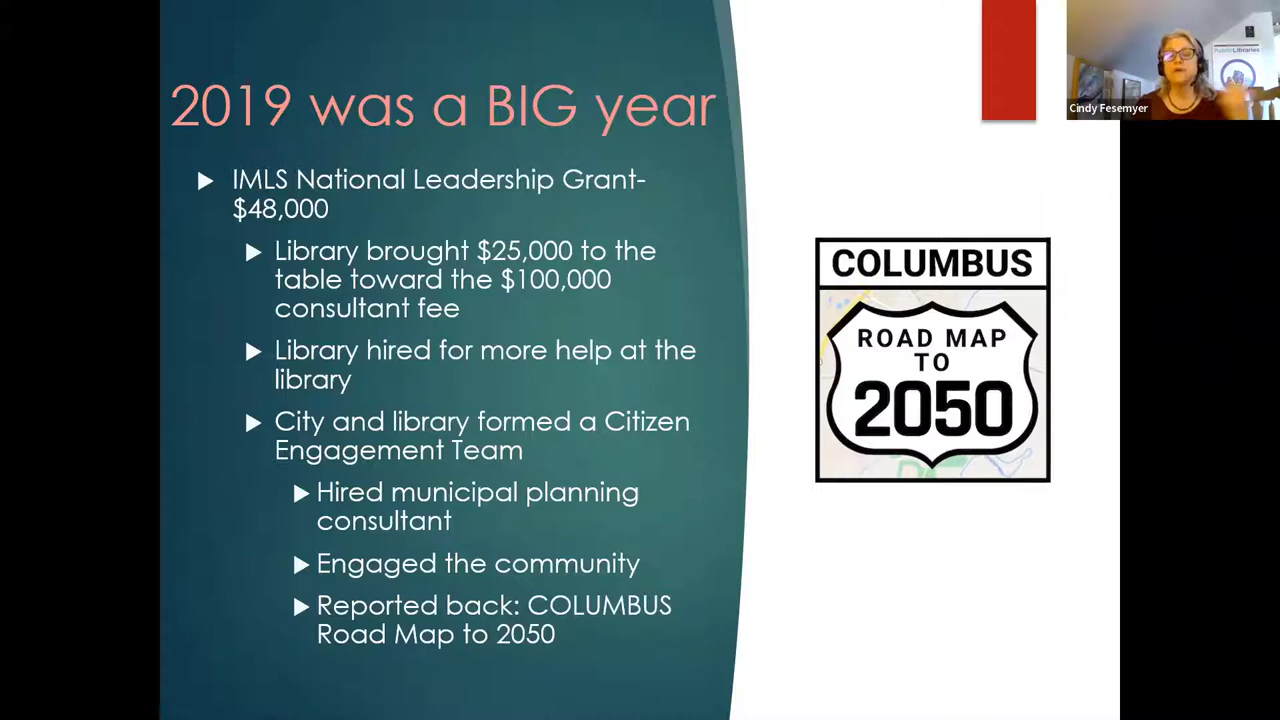 2019 was a BIG year
IMLS National Leadership Grant-
$48,000
Library brought $25,000 to the
table toward the $100,000
consultant fee
Library hired for more help at the
library
City and library formed a Citizen
Engagement Team
Hired municipal planning
consultant
Engaged the community
Reported back: COLUMBUS
Road Map to 2050
COLUMBUS
ROAD MAP
TO
2050
Public Libraries
Cindy Fesemyer